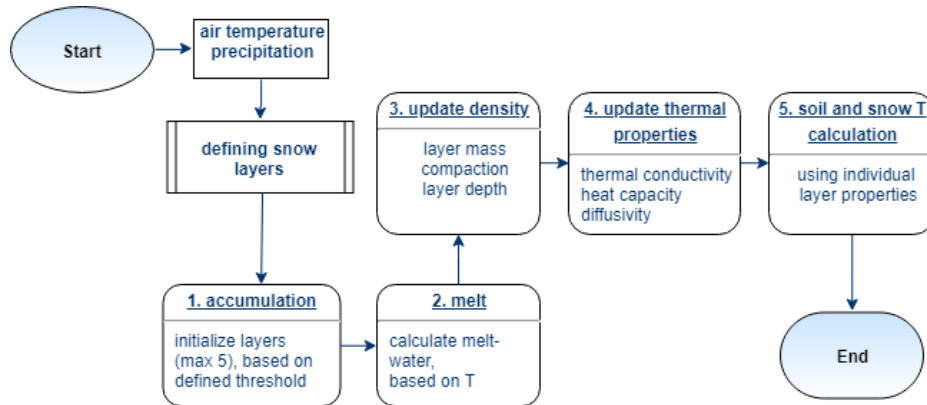 Start
air temperature
precipitation
defining snow
layers
1. accumulation
initialize layers
(max 5), based on
defined threshold
2. melt
calculate melt-
water,
based on T
3. update density
layer mass
compaction
layer depth
4. update thermal
properties
thermal conductivity
heat capacity
diffusivity
5. soil and snow T
calculation
using individual
layer properties
End